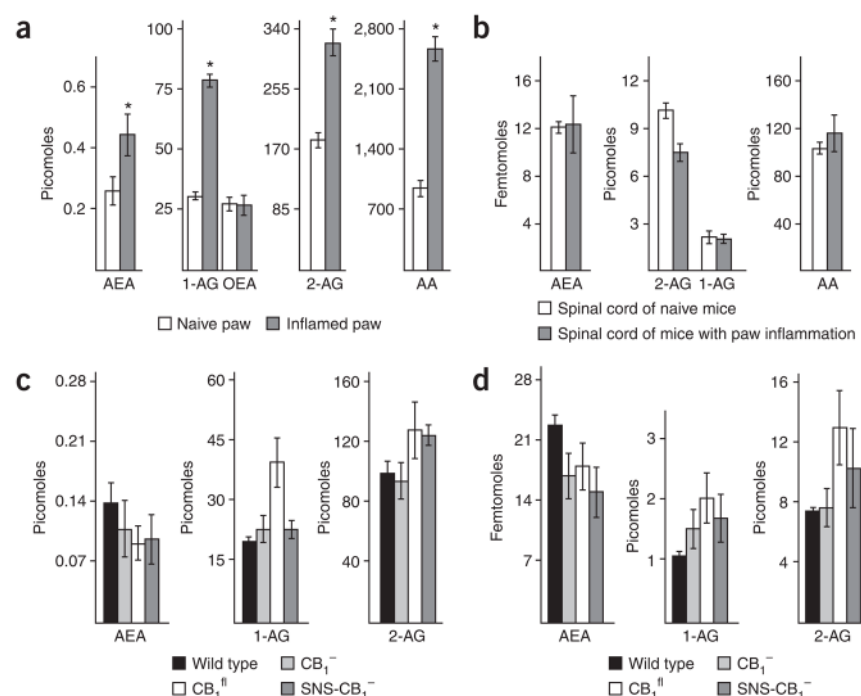 a
Picomoles
0.6
0.4
0.2
AEA
*
100
75
50
25
1-AG OEA
*
340
255
170
85
2-AG
*
2,800
2,100
1,400
700
AA
*
Naive paw
Inflamed paw
b
Femtomoles
16
12
8
4
AEA
Picomoles
12
9
6
3
2-AG 1-AG
Picomoles
160
120
80
40
AA
Spinal cord of naive mice
Spinal cord of mice with paw inflammation
c
Picomoles
0.28
0.21
0.14
0.07
AEA
Picomoles
60
45
30
15
1-AG
Picomoles
160
120
80
40
2-AG
Wild type
CB₁⁻
CB₁ᶠˡ
SNS-CB₁⁻
d
Femtomoles
28
21
14
7
AEA
Picomoles
3
2
1
1-AG
Picomoles
16
12
8
4
2-AG
Wild type
CB₁⁻
CB₁ᶠˡ
SNS-CB₁⁻